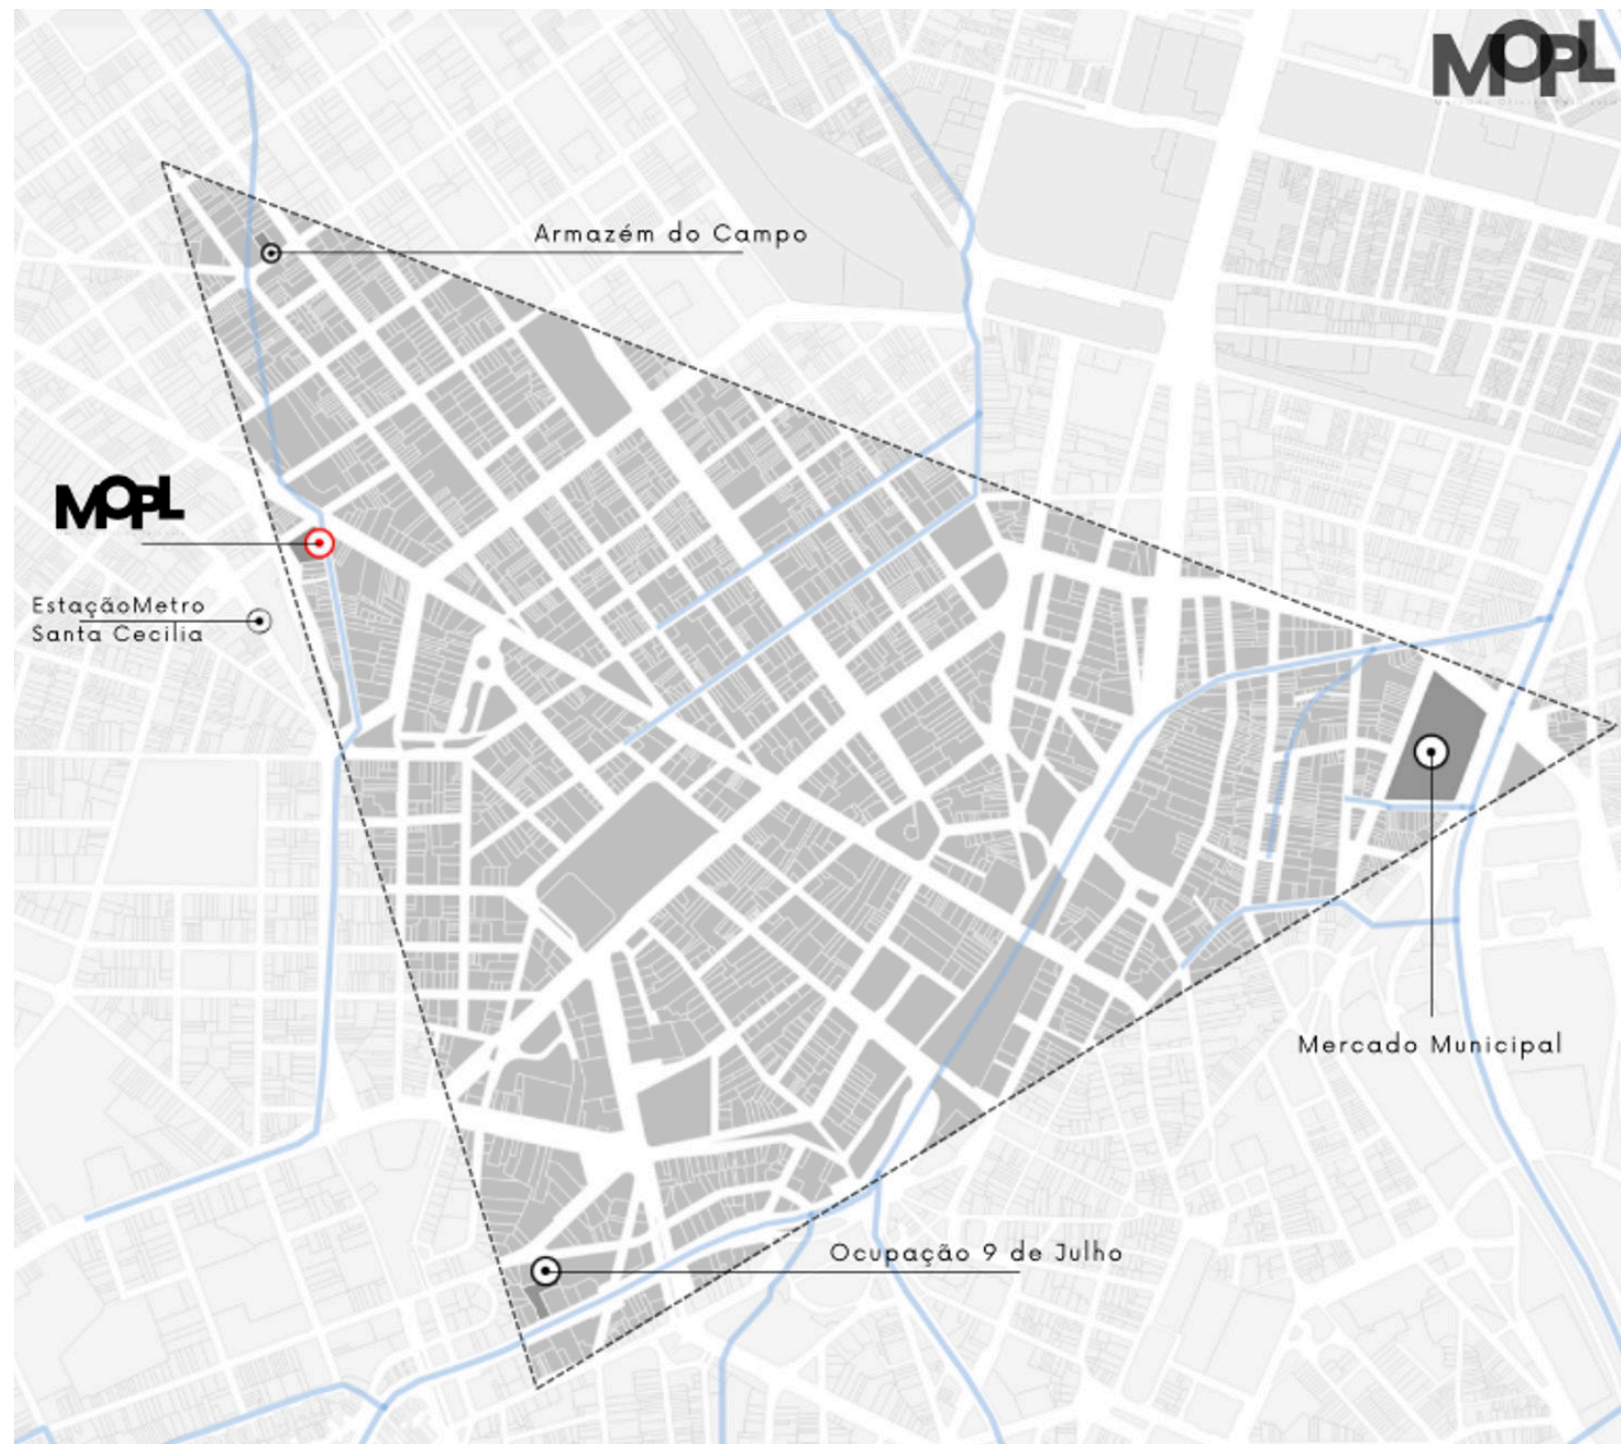 MOPL
Armazém do Campo
MOPL
EstaçãoMetro
Santa Cecilia
Mercado Municipal
Ocupação 9 de Julho